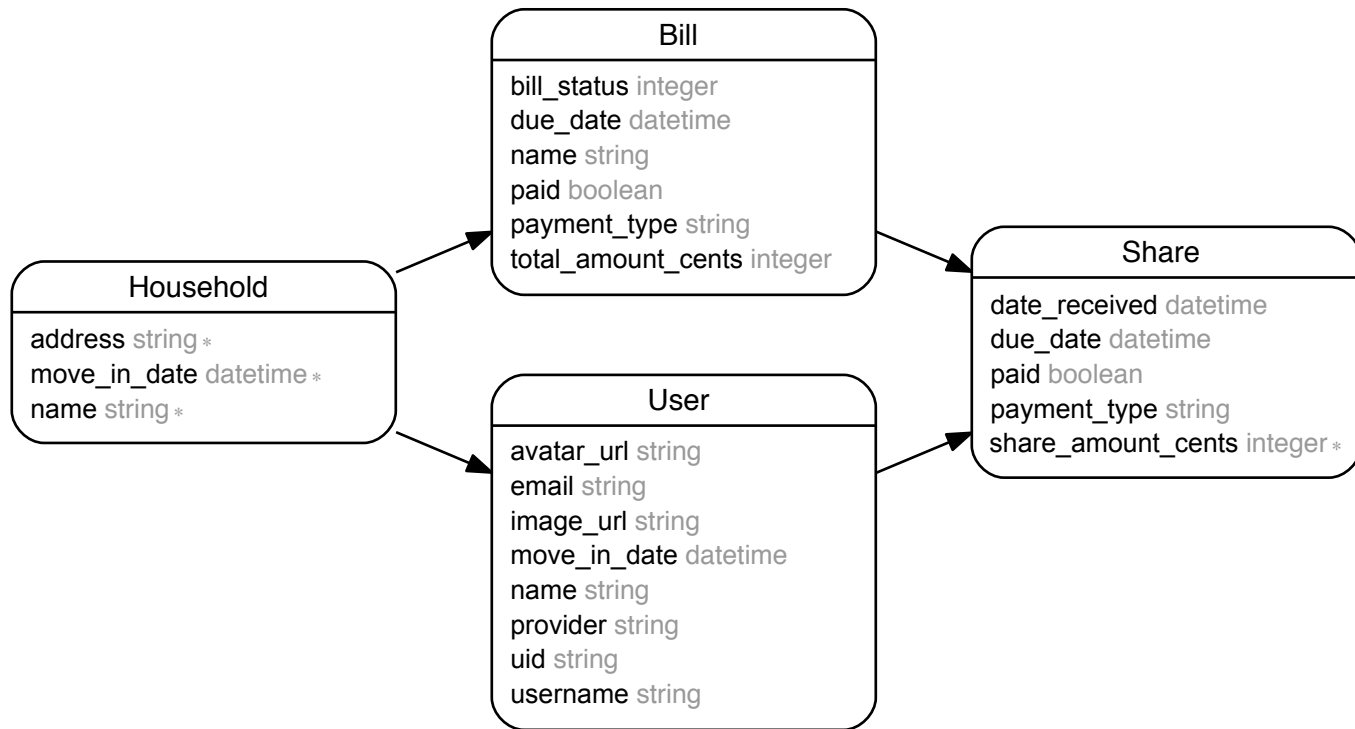 Bill
bill_status integer
due_date datetime
name string
paid boolean
payment_type string
total_amount_cents integer
Household
address string *
move_in_date datetime *
name string *
User
avatar_url string
email string
image_url string
move_in_date datetime
name string
provider string
uid string
username string
Share
date_received datetime
due_date datetime
paid boolean
payment_type string
share_amount_cents integer *